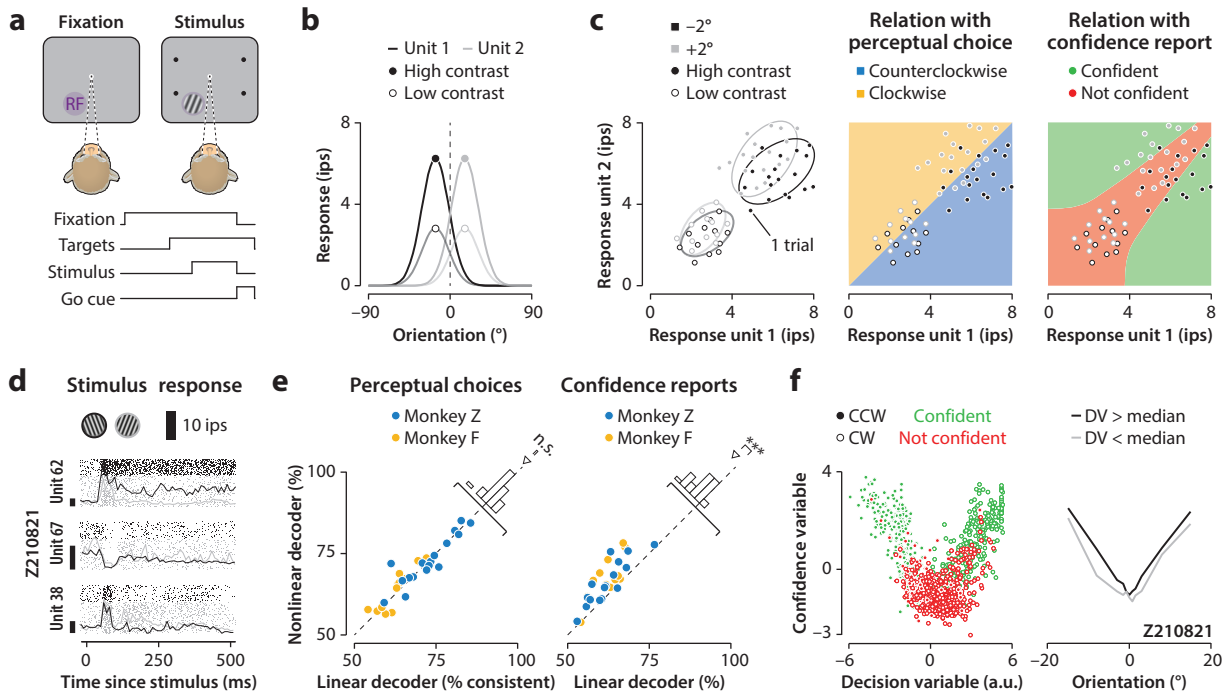 a
Fixation
Stimulus
RF
Fixation
Targets
Stimulus
Go cue
b
Unit 1
Unit 2
High contrast
Low contrast
Response (ips)
8
4
0
–90
0
90
Orientation (°)
c
–2°
+2°
High contrast
Low contrast
Response unit 2 (ips)
8
4
0
1 trial
0
2
4
6
8
Response unit 1 (ips)
Relation with
perceptual choice
Counterclockwise
Clockwise
0
4
8
Response unit 1 (ips)
Relation with
confidence report
Confident
Not confident
0
4
8
Response unit 1 (ips)
d
Stimulus response
10 ips
Z210821
Unit 62
Unit 67
Unit 38
0
250
500
Time since stimulus (ms)
e
Perceptual choices
Monkey Z
Monkey F
n.s.
Nonlinear decoder (%)
100
75
50
50
75
100
Linear decoder (% consistent)
Confidence reports
Monkey Z
Monkey F
***
50
75
100
Linear decoder (%)
f
CCW Confident
CW Not confident
Confidence variable
4
0
–3
–6
0
6
Decision variable (a.u.)
DV > median
DV < median
Z210821
–20
0
20
Orientation (°)